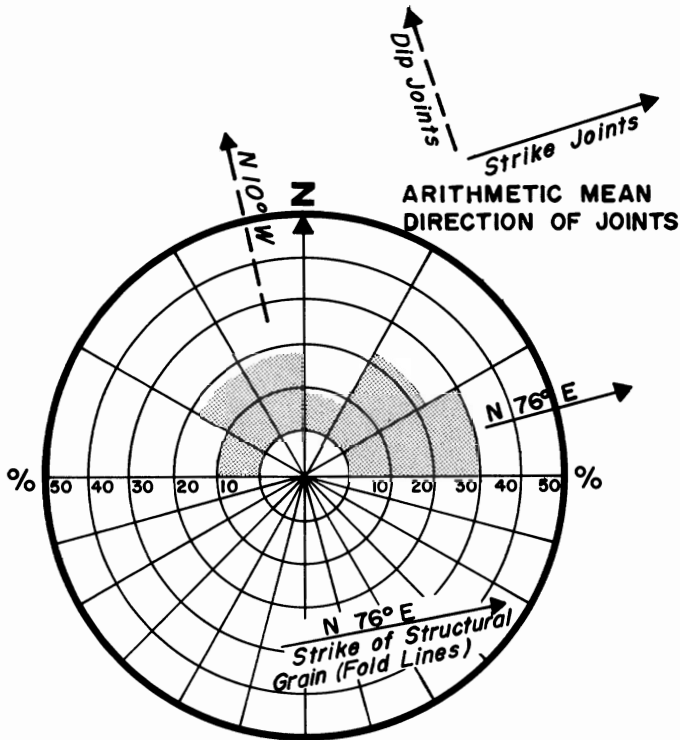 Dip Joints
Strike Joints
N 10° W
N
ARITHMETIC MEAN
DIRECTION OF JOINTS
N 76° E
% 50 40 30 20 10 10 20 30 40 50 %
N 76° E
Strike of Structural
Grain (Fold Lines)